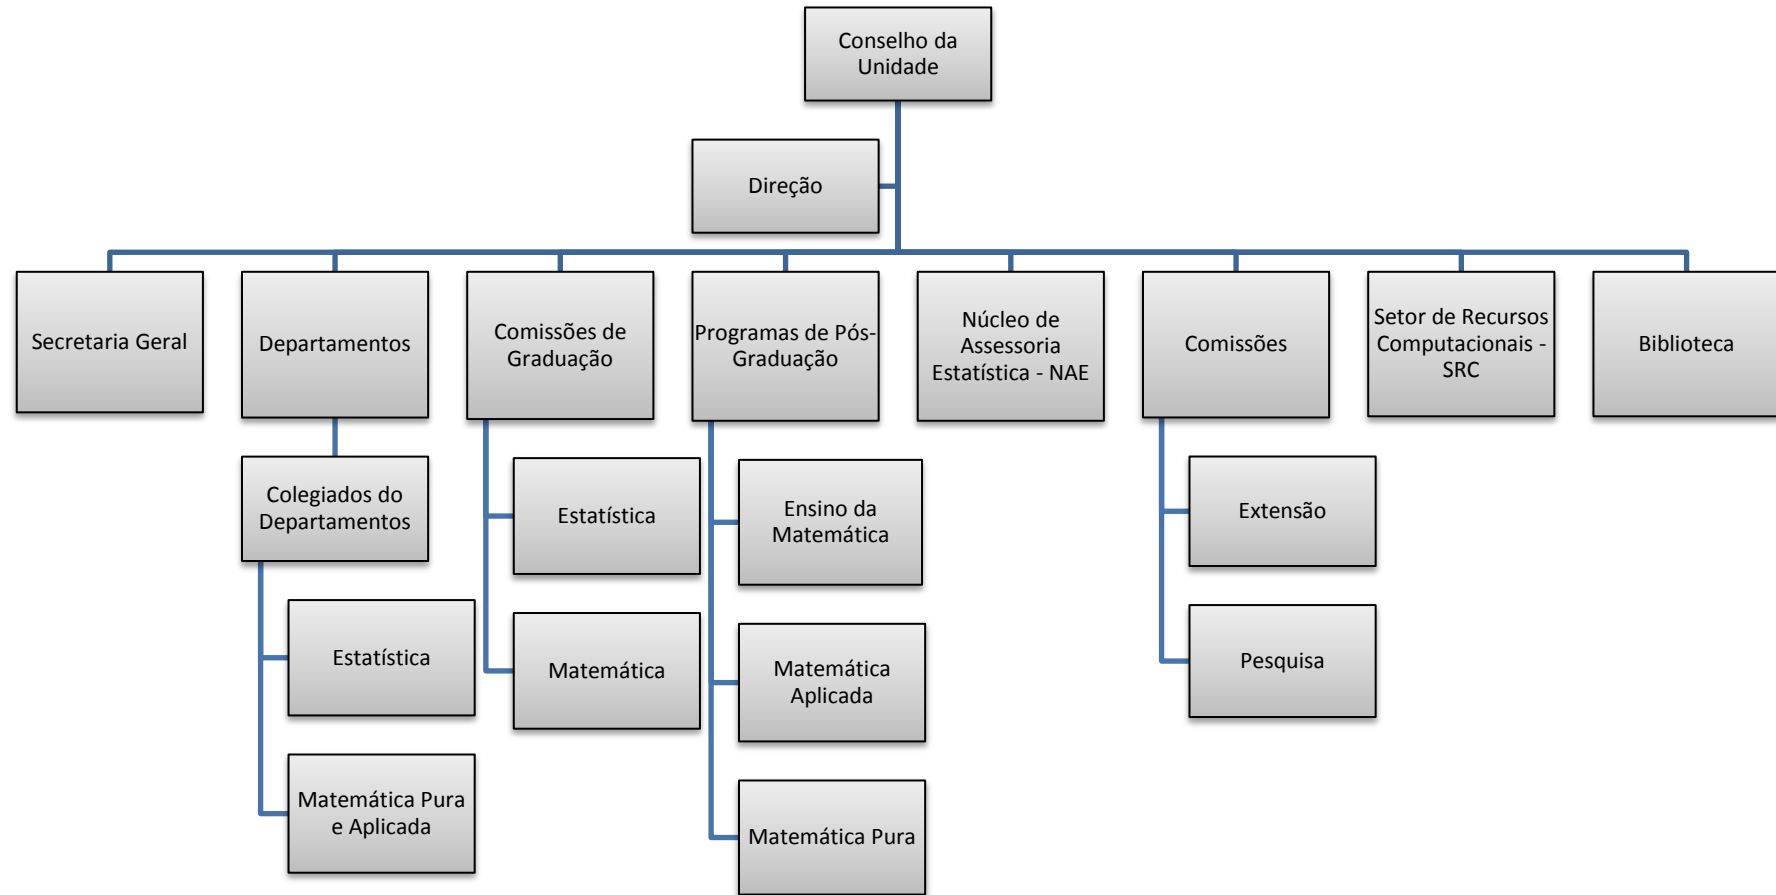 Conselho da
Unidade
Direção
Secretaria Geral
Departamentos
Comissões de
Graduação
Programas de Pós-
Graduação
Núcleo de
Assessoria
Estatística - NAE
Comissões
Setor de Recursos
Computacionais -
SRC
Biblioteca
Colegiados do
Departamentos
Estatística
Matemática Pura
e Aplicada
Estatística
Matemática
Ensino da
Matemática
Matemática
Aplicada
Matemática Pura
Extensão
Pesquisa